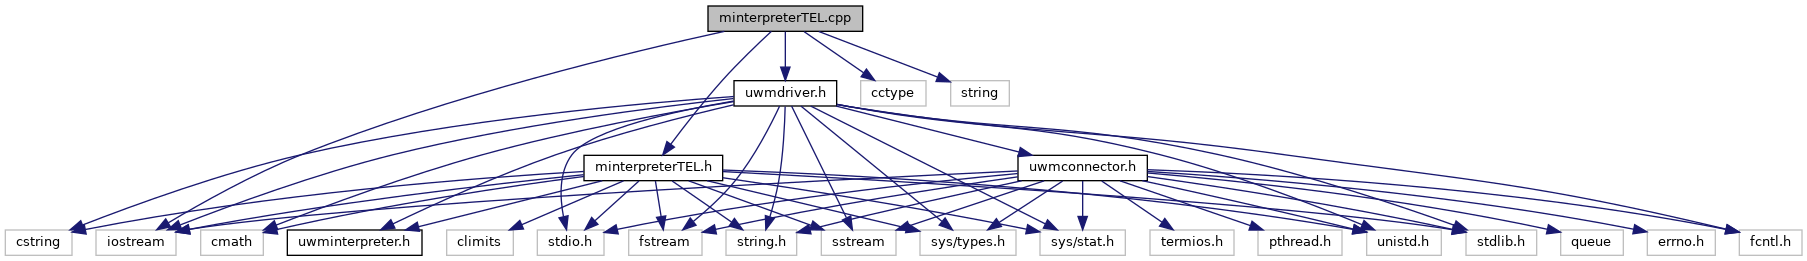 minterpreterTEL.cpp
uwmdriver.h
cctype
string
minterpreterTEL.h
uwmconnector.h
cstring
iostream
cmath
uwminterpreter.h
climits
stdio.h
fstream
string.h
sstream
sys/types.h
sys/stat.h
termios.h
pthread.h
unistd.h
stdlib.h
queue
errno.h
fcntl.h